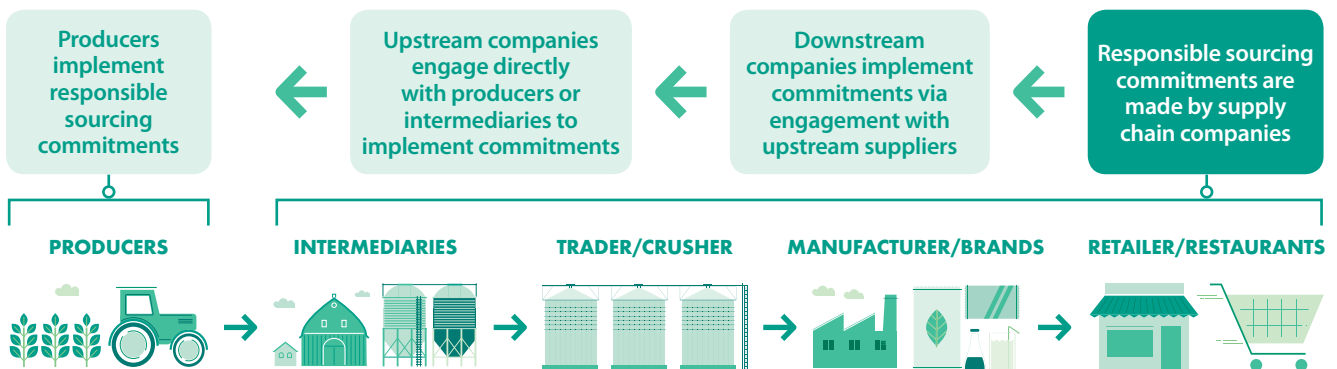 Producers
implement
responsible
sourcing
commitments
Upstream companies
engage directly
with producers or
intermediaries to
implement commitments
Downstream
companies implement
commitments via
engagement with
upstream suppliers
Responsible sourcing
commitments are
made by supply
chain companies
PRODUCERS
INTERMEDIARIES
TRADER/CRUSHER
MANUFACTURER/BRANDS
RETAILER/RESTAURANTS